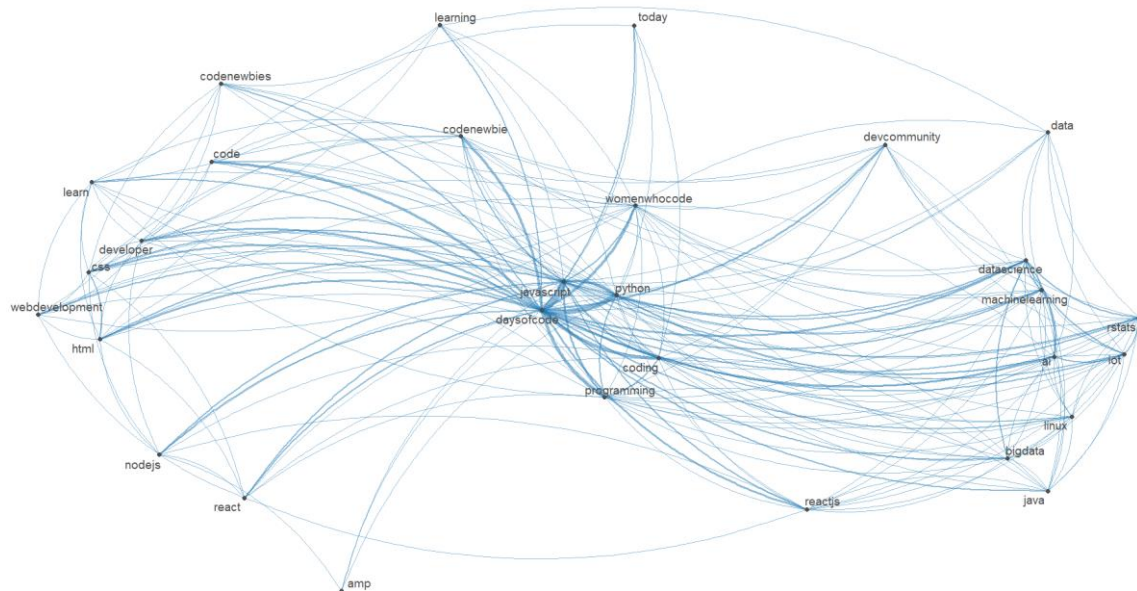 learning
today
codenewbies
codenewbie
data
devcommunity
code
learn
womenwhocode
developer
css
datascience
javascript
python
machinelearning
webdevelopment
daysofcode
rstats
html
coding
ai
iot
programming
linux
bigdata
nodejs
react
reactjs
java
amp